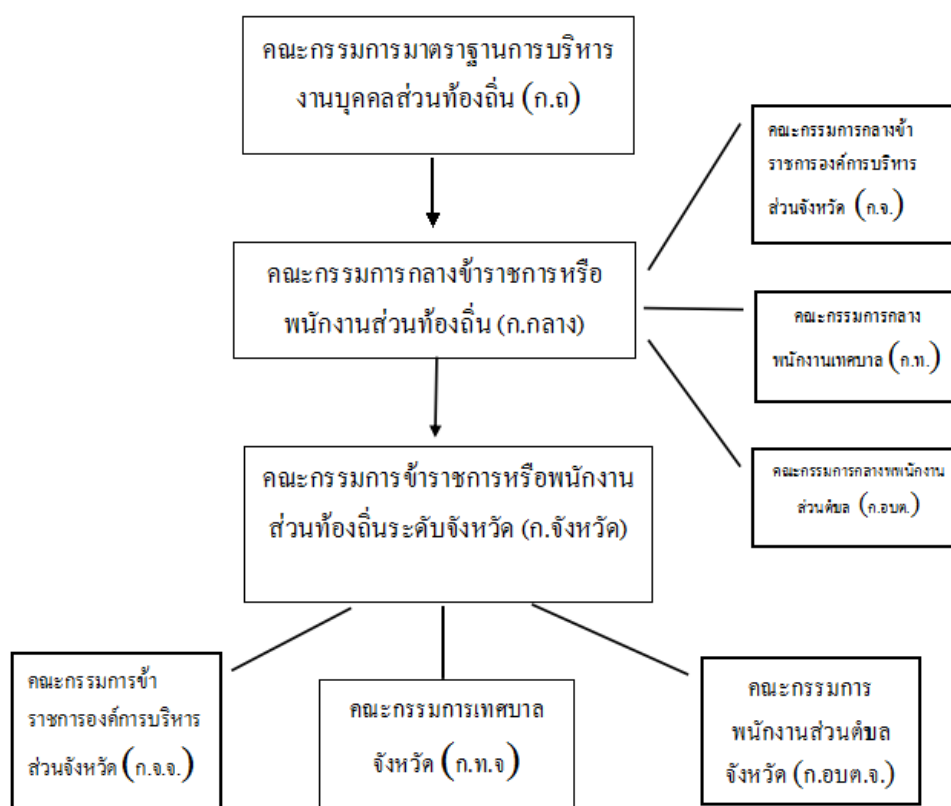 คณะกรรมการมาตราฐานการบริหาร
งานบุคคลส่วนท้องถิ่น (ก.ถ)
คณะกรรมการกลางข้า
ราชการองค์การบริหาร
ส่วนจังหวัด (ก.จ.)
คณะกรรมการกลางข้าราชการหรือ
พนักงานส่วนท้องถิ่น (ก.กลาง)
คณะกรรมการกลาง
พนักงานเทศบาล (ก.ท.)
คณะกรรมการกลางพพนักงาน
ส่วนตำบล (ก.อบต.)
คณะกรรมการข้าราชการหรือพนักงาน
ส่วนท้องถิ่นระดับจังหวัด (ก.จังหวัด)
คณะกรรมการข้า
ราชการองค์การบริหาร
ส่วนจังหวัด (ก.จ.จ.)
คณะกรรมการเทศบาล
จังหวัด (ก.ท.จ)
คณะกรรมการ
พนักงานส่วนตำบล
จังหวัด (ก.อบต.จ.)